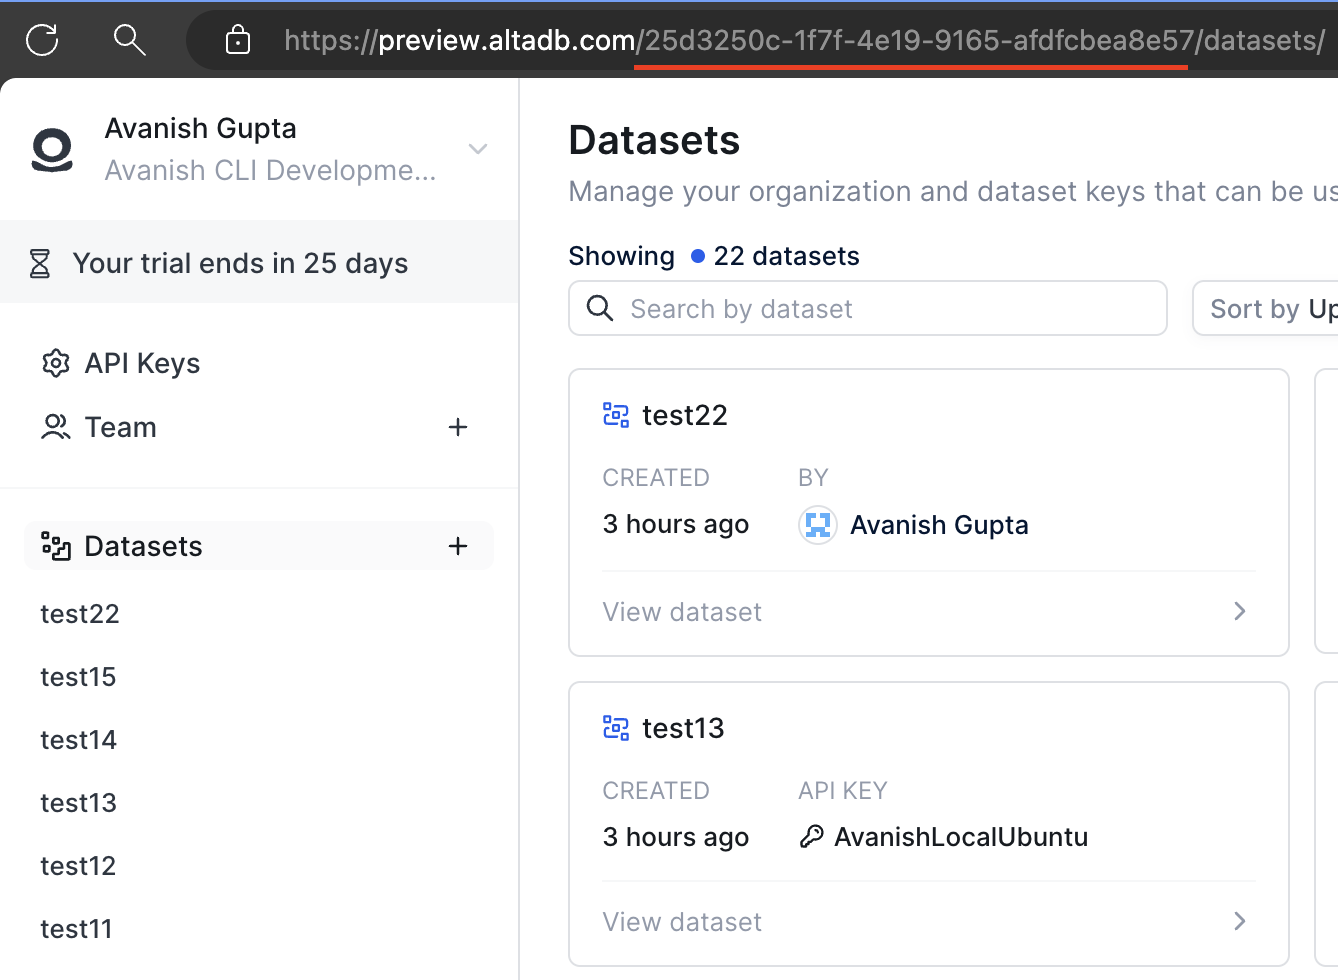 https://preview.altadb.com/25d3250c-1f7f-4e19-9165-afdfcbea8e57/datasets/
Avanish Gupta
Avanish CLI Developme...
Your trial ends in 25 days
API Keys
Team
Datasets
test22
test15
test14
test13
test12
test11
Datasets
Manage your organization and dataset keys that can be us
Showing 22 datasets
Search by dataset
Sort by Up
test22
CREATED BY
3 hours ago Avanish Gupta
View dataset
test13
CREATED API KEY
3 hours ago AvanishLocalUbuntu
View dataset